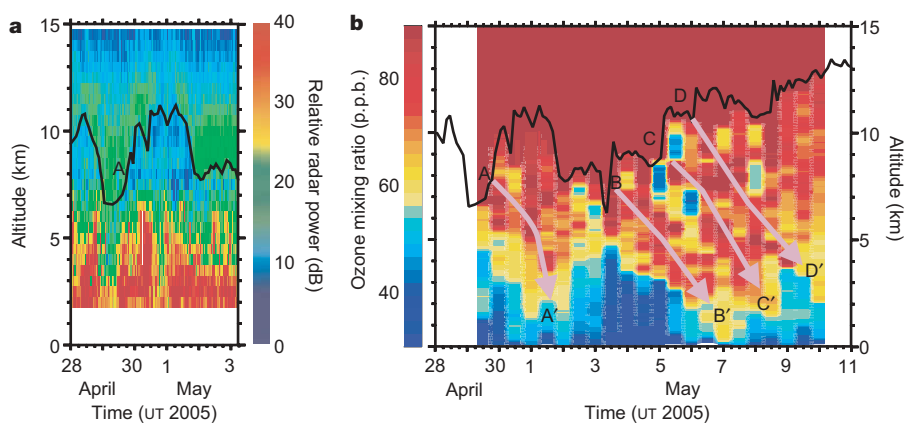 a
15
10
5
0
Altitude (km)
A
28 30 1 3
April May
Time (UT 2005)
40
30
20
10
0
Relative radar power (dB)
b
80
60
40
Ozone mixing ratio (p.p.b.)
A
B
C
D
A′
B′
C′
D′
15
10
5
0
Altitude (km)
28 30 1 3 5 7 9 11
April May
Time (UT 2005)